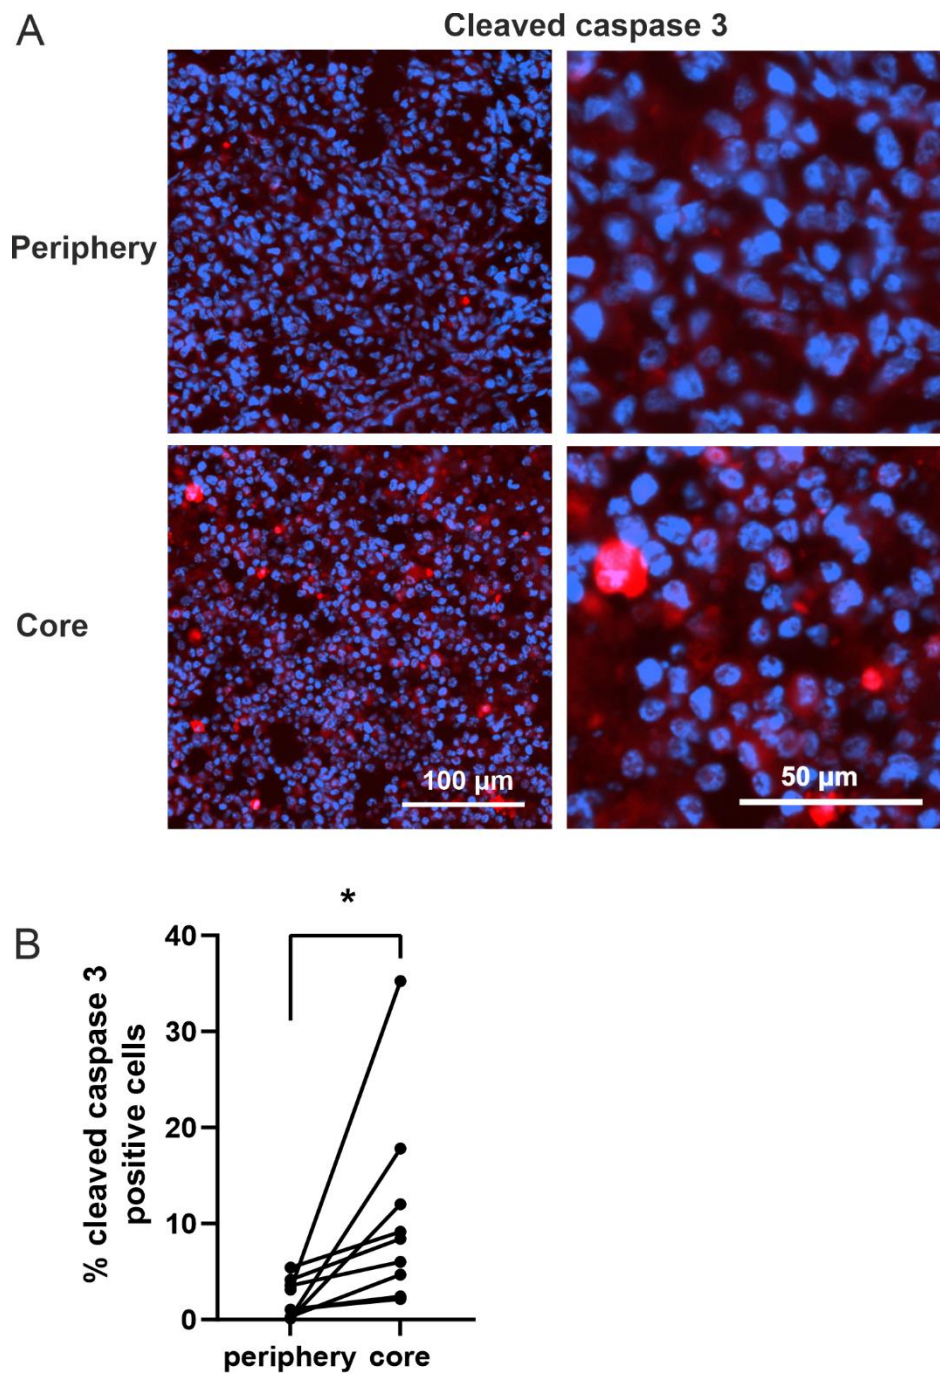 A
Cleaved caspase 3
Periphery
Core
100 µm
50 µm
B
*
% cleaved caspase 3
positive cells
40
30
20
10
0
periphery core